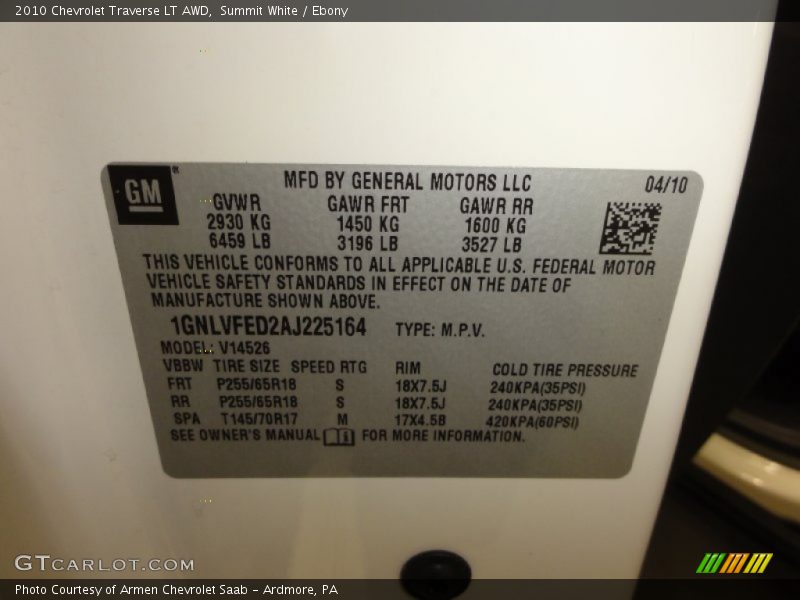 2010 Chevrolet Traverse LT AWD, Summit White / Ebony
GM®
MFD BY GENERAL MOTORS LLC 04/10
GVWR GAWR FRT GAWR RR
2930 KG 1450 KG 1600 KG
6459 LB 3196 LB 3527 LB
THIS VEHICLE CONFORMS TO ALL APPLICABLE U.S. FEDERAL MOTOR
VEHICLE SAFETY STANDARDS IN EFFECT ON THE DATE OF
MANUFACTURE SHOWN ABOVE.
1GNLVFED2AJ225164 TYPE: M.P.V.
MODEL: V14526
VBBW TIRE SIZE SPEED RTG RIM COLD TIRE PRESSURE
FRT P255/65R18 S 18X7.5J 240KPA(35PSI)
RR P255/65R18 S 18X7.5J 240KPA(35PSI)
SPA T145/70R17 M 17X4.5B 420KPA(60PSI)
SEE OWNER'S MANUAL FOR MORE INFORMATION.
GTCARLOT.COM
Photo Courtesy of Armen Chevrolet Saab - Ardmore, PA